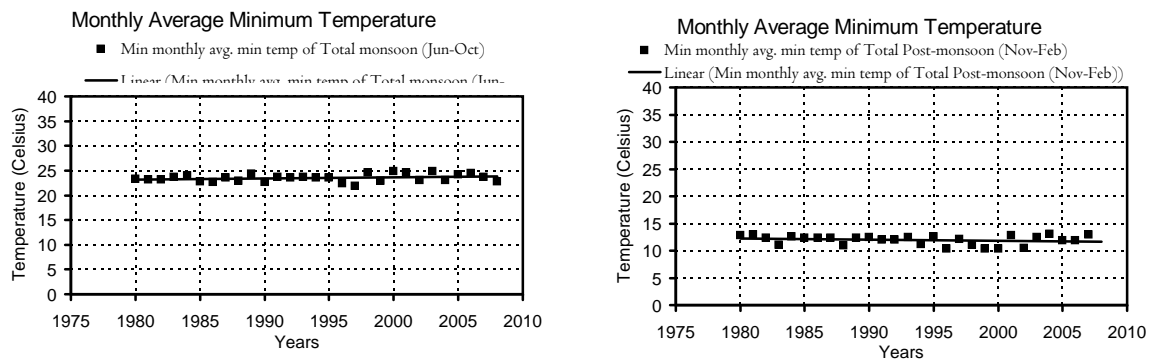 Monthly Average Minimum Temperature
Min monthly avg. min temp of Total monsoon (Jun-Oct)
Linear (Min monthly avg. min temp of Total monsoon (Jun-
Temperature (Celsius)
40
35
30
25
20
15
10
5
0
1975 1980 1985 1990 1995 2000 2005 2010
Years
Monthly Average Minimum Temperature
Min monthly avg. min temp of Total Post-monsoon (Nov-Feb)
Linear (Min monthly avg. min temp of Total Post-monsoon (Nov-Feb))
Temperature (Celsius)
40
35
30
25
20
15
10
5
0
1975 1980 1985 1990 1995 2000 2005 2010
Years